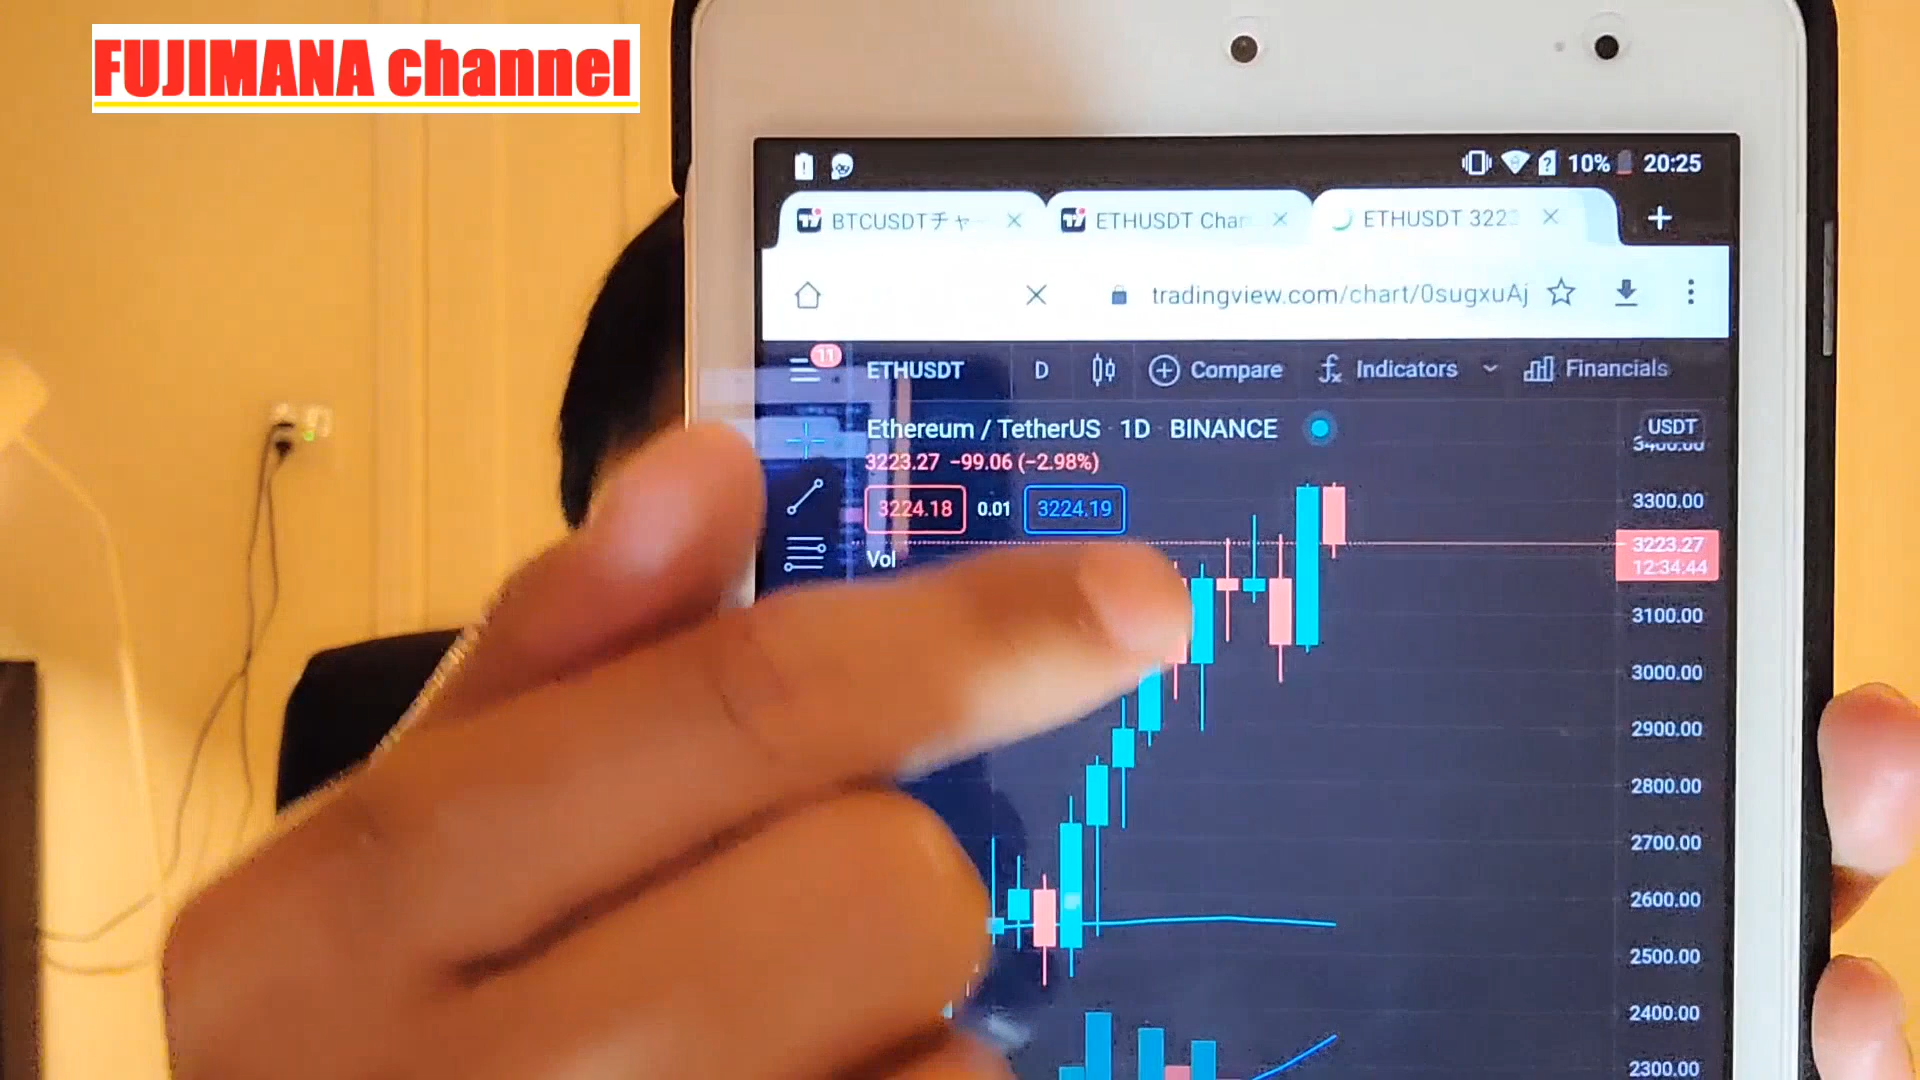 FUJIMANA channel
10% 20:25
BTCUSDTチャ
ETHUSDT Char
ETHUSDT 3223
tradingview.com/chart/0sugxuAj
11
ETHUSDT D Compare Indicators Financials
Ethereum / TetherUS · 1D · BINANCE
USDT
3400.00
3223.27 −99.06 (−2.98%)
3224.18 0.01 3224.19
3300.00
3223.27
12:34:44
Vol
3100.00
3000.00
2900.00
2800.00
2700.00
2600.00
2500.00
2400.00
2300.00